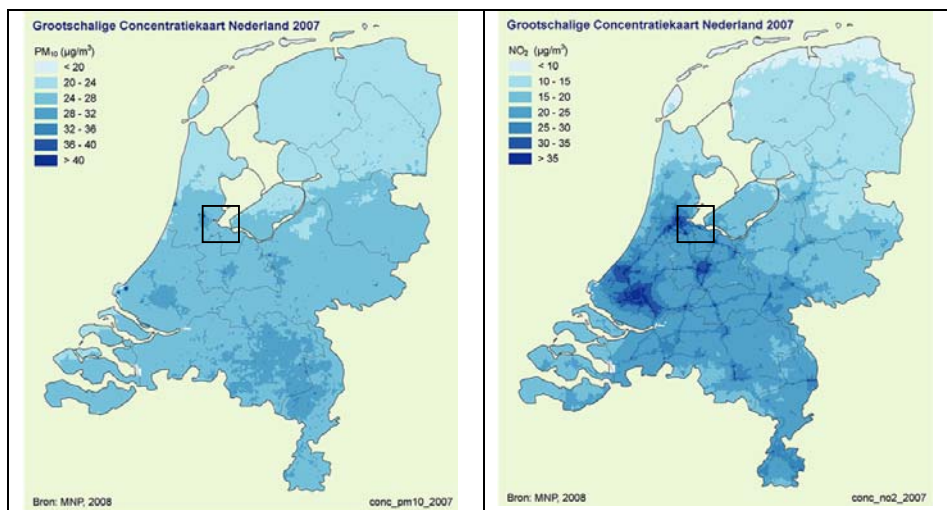 Grootschalige Concentratiekaart Nederland 2007
PM10 (µg/m³)
< 20
20 - 24
24 - 28
28 - 32
32 - 36
36 - 40
> 40
Bron: MNP, 2008
conc_pm10_2007
Grootschalige Concentratiekaart Nederland 2007
NO2 (µg/m³)
< 10
10 - 15
15 - 20
20 - 25
25 - 30
30 - 35
> 35
Bron: MNP, 2008
conc_no2_2007